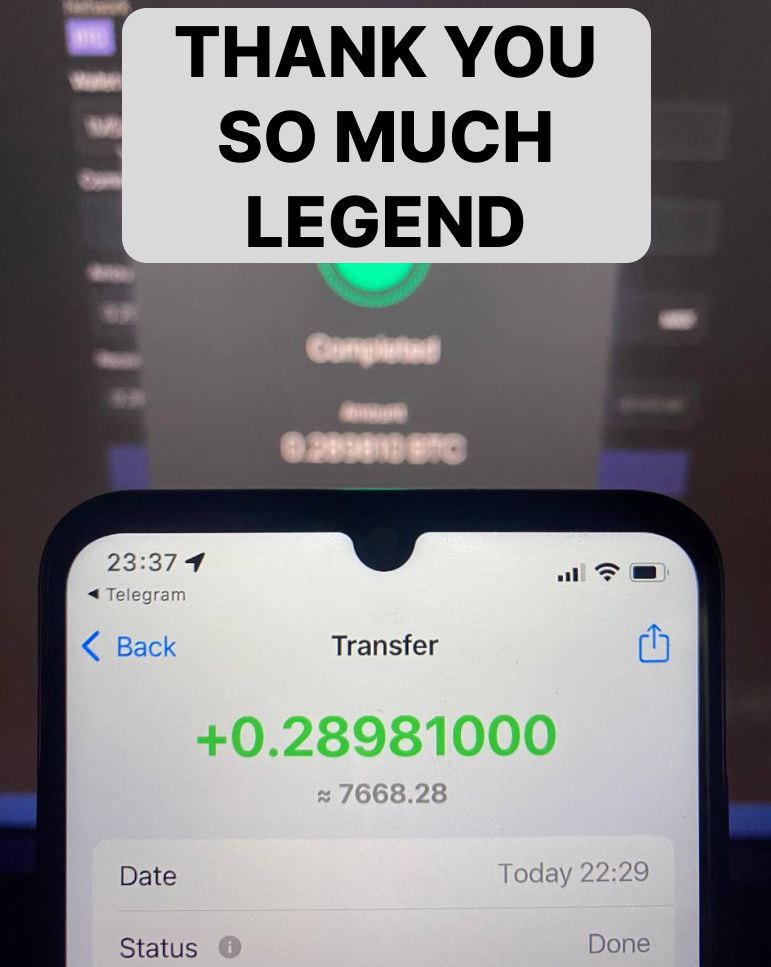 THANK YOU
SO MUCH
LEGEND
Completed
Amount
0.289810 BTC
23:37
Telegram
Back
Transfer
+0.28981000
≈ 7668.28
Date
Today 22:29
Status
Done